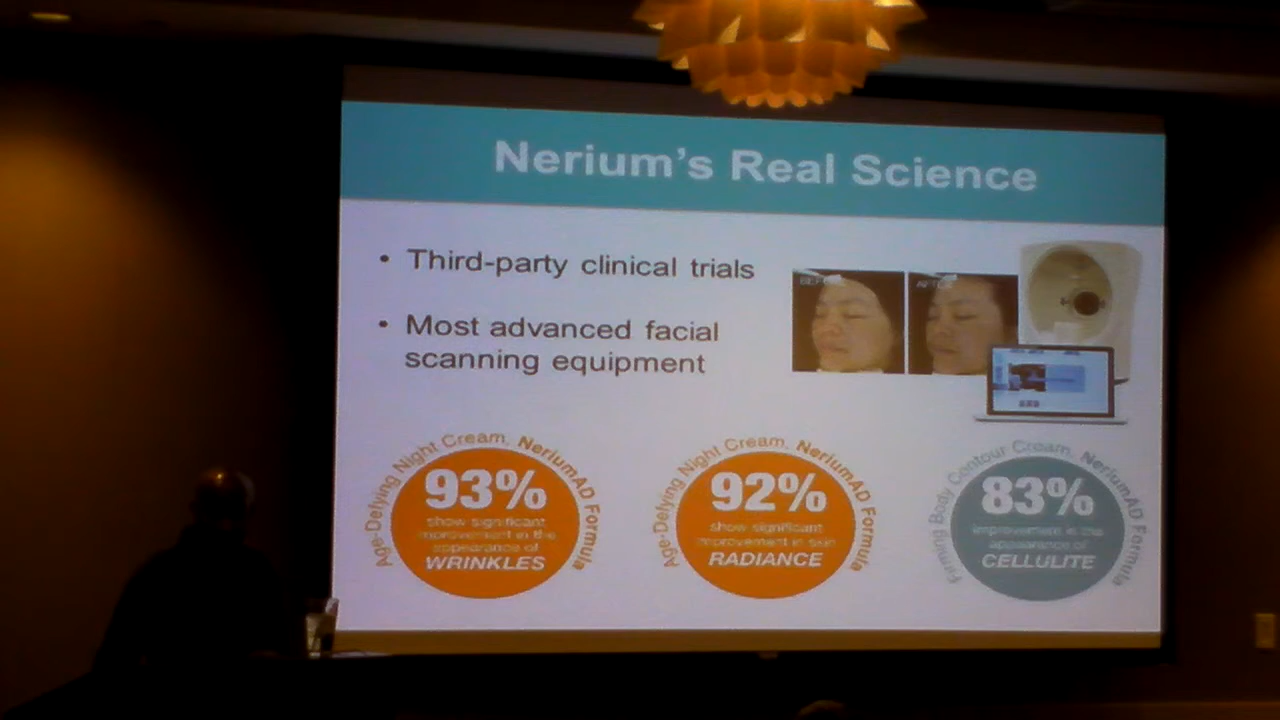 Nerium's Real Science
• Third-party clinical trials
• Most advanced facial
scanning equipment
BEFORE
AFTER
Age-Defying Night Cream, NeriumAD Formula
93%
show significant
improvement in the
appearance of
WRINKLES
Age-Defying Night Cream, NeriumAD Formula
92%
show significant
improvement in skin
RADIANCE
Firming Body Contour Cream, NeriumAD Formula
83%
improvement in the
appearance of
CELLULITE